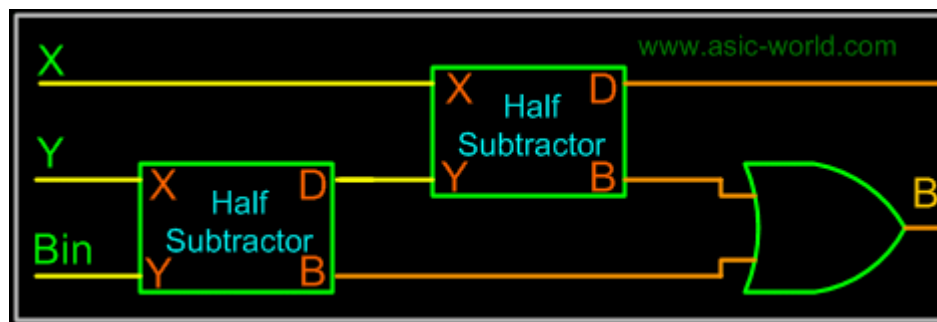 X
www.asic-world.com
X D
Half
Subtractor
Y B
Y
X D
Half
Subtractor
Y B
Bin
B